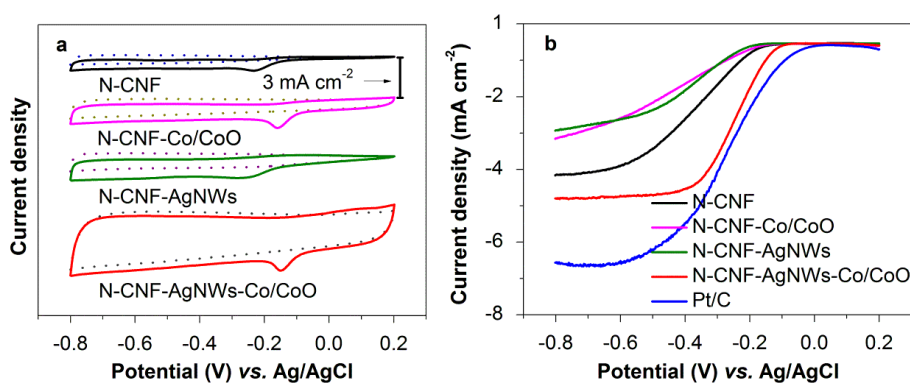 a
N-CNF
3 mA cm-2
N-CNF-Co/CoO
N-CNF-AgNWs
N-CNF-AgNWs-Co/CoO
Current density
-0.8 -0.6 -0.4 -0.2 0.0 0.2
Potential (V) vs. Ag/AgCl
b
1
-2
-4
-6
-8
Current density (mA cm-2)
N-CNF
N-CNF-Co/CoO
N-CNF-AgNWs
N-CNF-AgNWs-Co/CoO
Pt/C
-0.8 -0.6 -0.4 -0.2 0.0 0.2
Potential (V) vs. Ag/AgCl